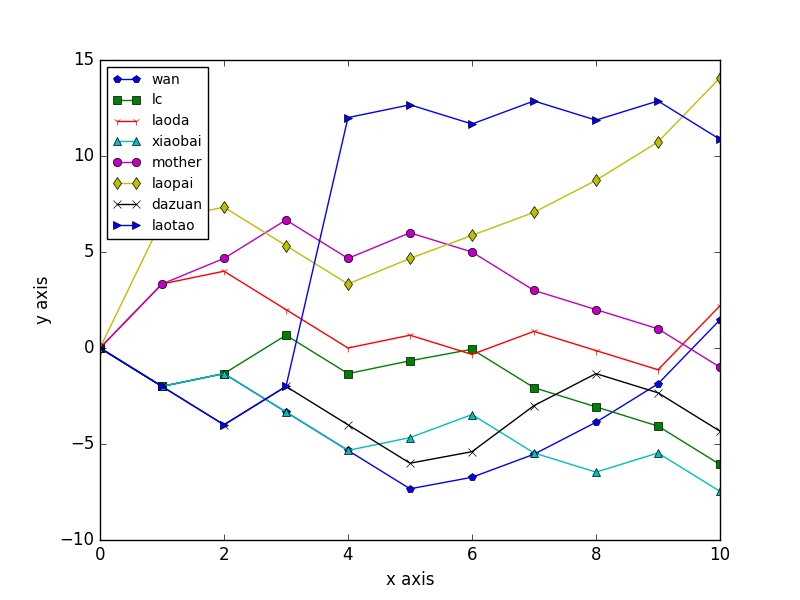 15
10
5
0
−5
−10
0 2 4 6 8 10
x axis
y axis
wan
lc
laoda
xiaobai
mother
laopai
dazuan
laotao